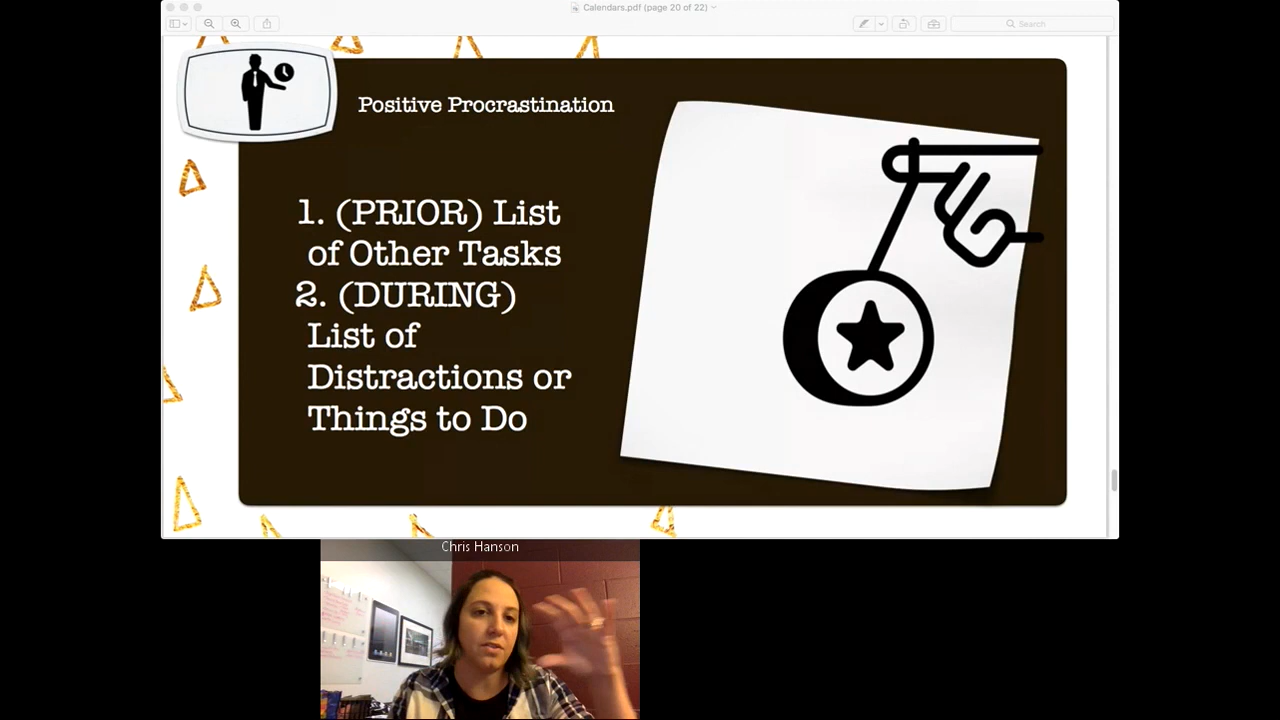 Calendars.pdf (page 20 of 22)
Search
Positive Procrastination
1. (PRIOR) List
of Other Tasks
2. (DURING)
List of
Distractions or
Things to Do
Chris Hanson